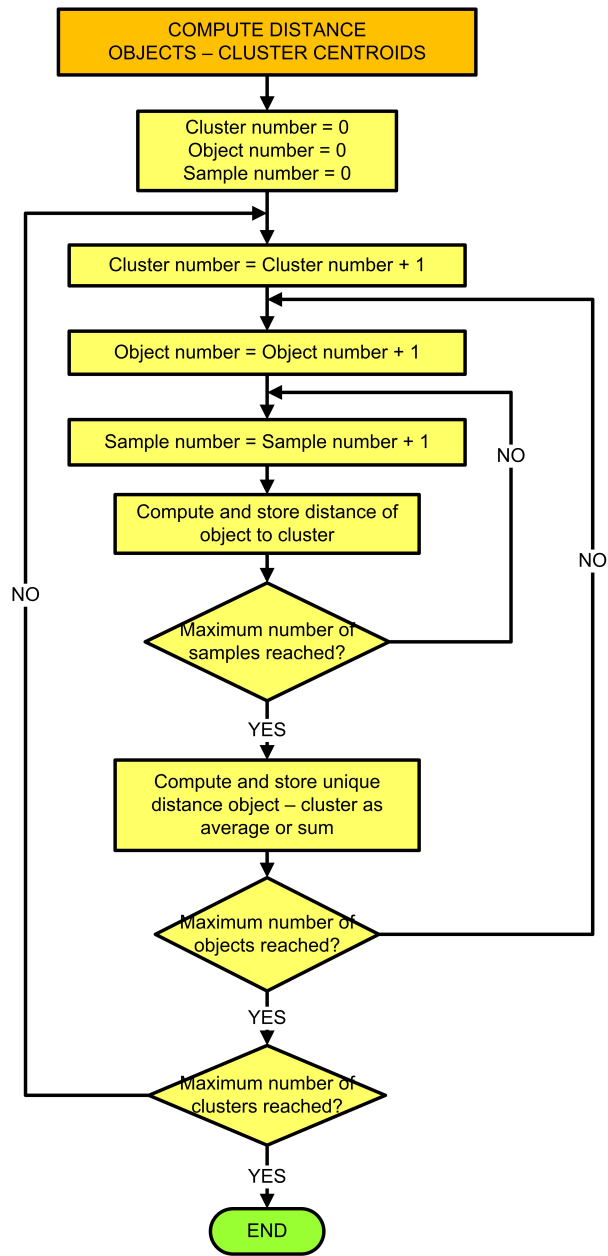 COMPUTE DISTANCE
OBJECTS – CLUSTER CENTROIDS
Cluster number = 0
Object number = 0
Sample number = 0
Cluster number = Cluster number + 1
Object number = Object number + 1
Sample number = Sample number + 1
NO
Compute and store distance of
object to cluster
NO
NO
Maximum number of
samples reached?
YES
Compute and store unique
distance object – cluster as
average or sum
Maximum number of
objects reached?
YES
Maximum number of
clusters reached?
YES
END